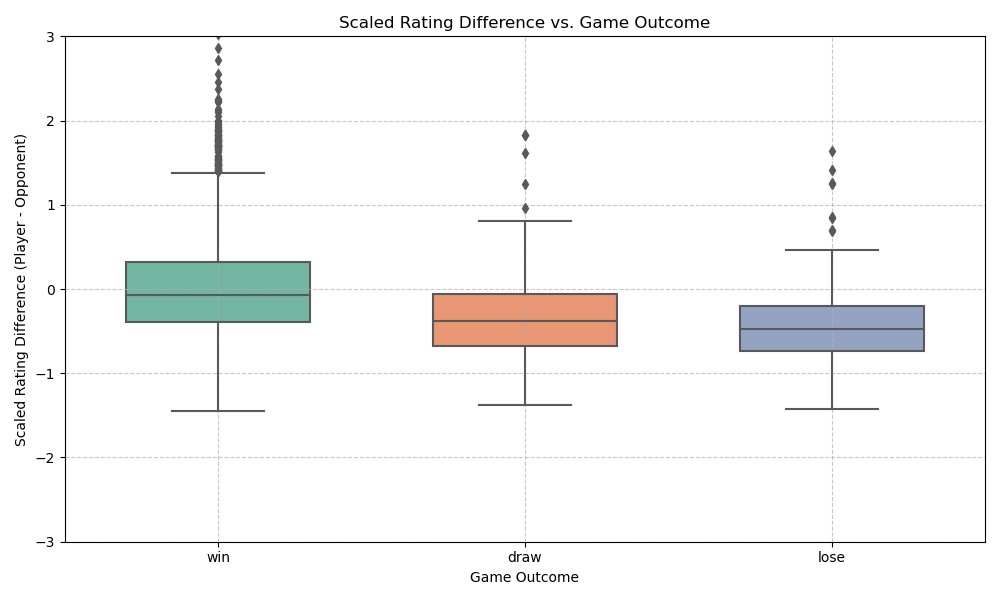 Scaled Rating Difference vs. Game Outcome
Scaled Rating Difference (Player - Opponent)
3
2
1
0
−1
−2
−3
win draw lose
Game Outcome